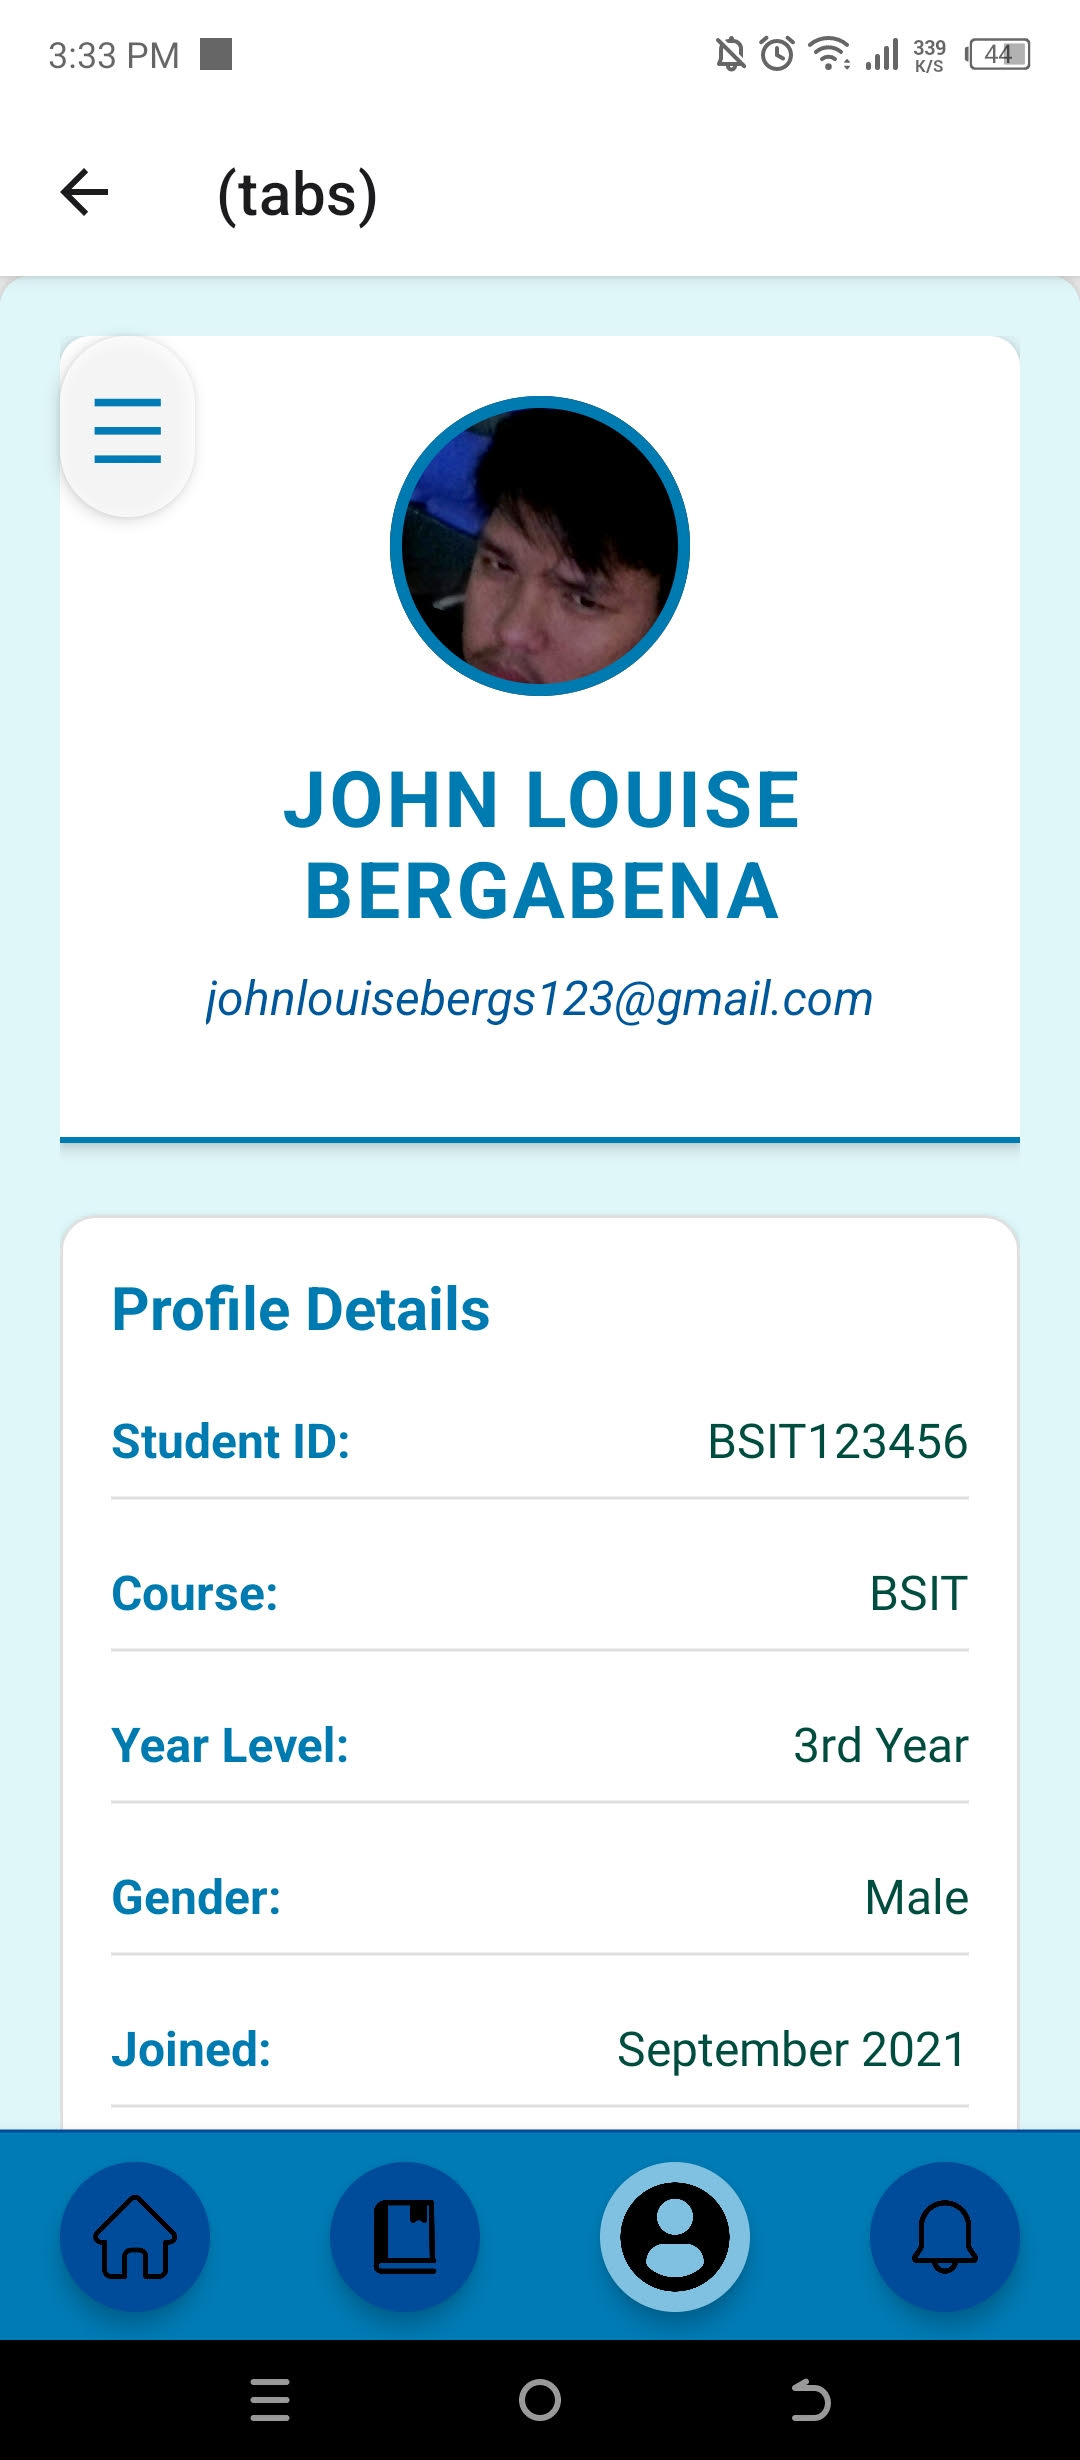 3:33 PM
339
K/S
44
(tabs)
JOHN LOUISE
BERGABENA
johnlouisebergs123@gmail.com
Profile Details
Student ID: BSIT123456
Course: BSIT
Year Level: 3rd Year
Gender: Male
Joined: September 2021